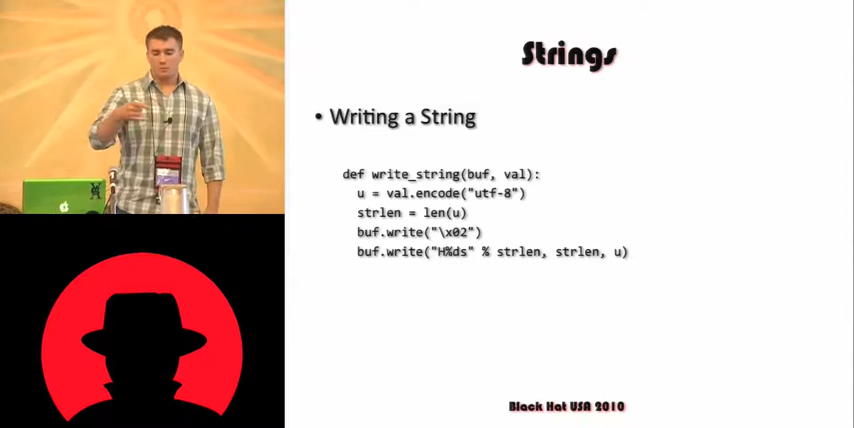 Strings
• Writing a String
def write_string(buf, val):
u = val.encode("utf-8")
strlen = len(u)
buf.write("\x02")
buf.write("H%ds" % strlen, strlen, u)
Black Hat USA 2010